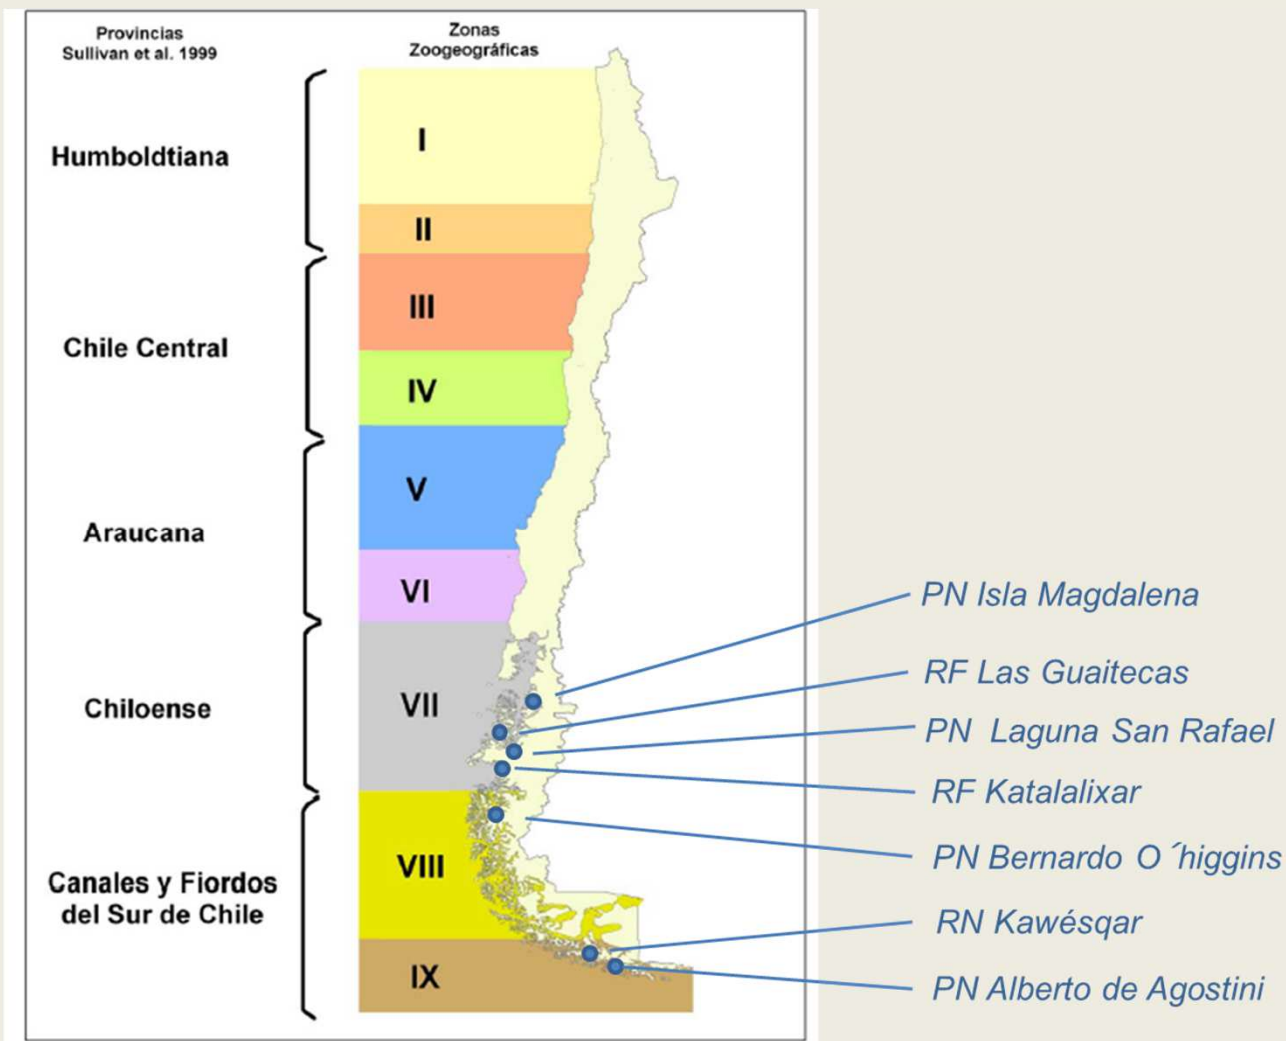 Provincias
Sullivan et al. 1999
Zonas
Zoogeográficas
Humboldtiana
Chile Central
Araucana
Chiloense
Canales y Fiordos
del Sur de Chile
I
II
III
IV
V
VI
VII
VIII
IX
PN Isla Magdalena
RF Las Guaitecas
PN Laguna San Rafael
RF Katalalixar
PN Bernardo O ´higgins
RN Kawésqar
PN Alberto de Agostini